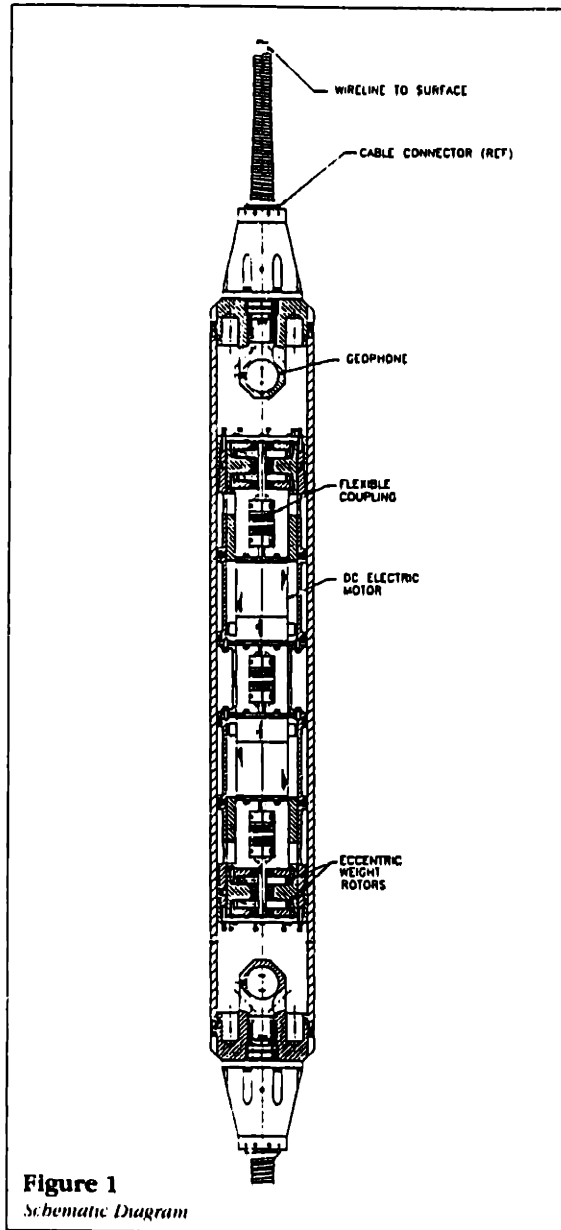 WIRELINE TO SURFACE
CABLE CONNECTOR (REF)
GEOPHONE
FLEXIBLE
COUPLING
DC ELECTRIC
MOTOR
ECCENTRIC
WEIGHT
ROTORS
Figure 1
Schematic Diagram